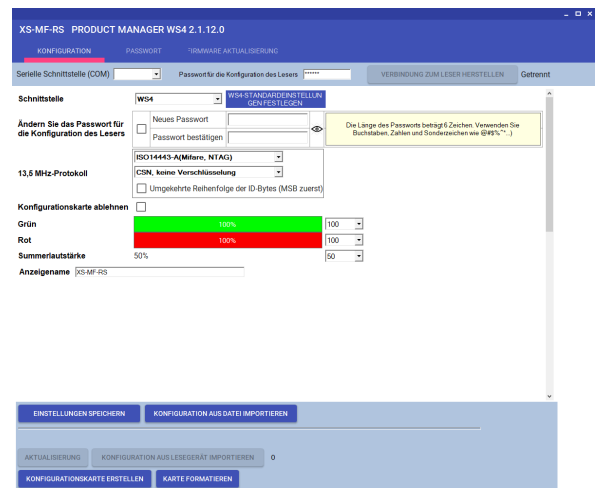 XS-MF-RS PRODUCT MANAGER WS4 2.1.12.0
KONFIGURATION PASSWORT FIRMWARE AKTUALISIERUNG
Serielle Schnittstelle (COM) Passwort für die Konfiguration des Lesers ****** VERBINDUNG ZUM LESER HERSTELLEN Getrennt
Schnittstelle WS4 WS4-STANDARDEINSTELLUN
GEN FESTLEGEN
Ändern Sie das Passwort für
die Konfiguration des Lesers
Neues Passwort
Passwort bestätigen
Die Länge des Passworts beträgt 6 Zeichen. Verwenden Sie
Buchstaben, Zahlen und Sonderzeichen wie @#$%^*...)
13,5 MHz-Protokoll
ISO14443-A(Mifare, NTAG)
CSN, keine Verschlüsselung
Umgekehrte Reihenfolge der ID-Bytes (MSB zuerst)
Konfigurationskarte ablehnen
Grün 100% 100
Rot 100% 100
Summerlautstärke 50% 50
Anzeigename XS-MF-RS
EINSTELLUNGEN SPEICHERN KONFIGURATION AUS DATEI IMPORTIEREN
AKTUALISIERUNG KONFIGURATION AUS LESEGERÄT IMPORTIEREN 0
KONFIGURATIONSKARTE ERSTELLEN KARTE FORMATIEREN